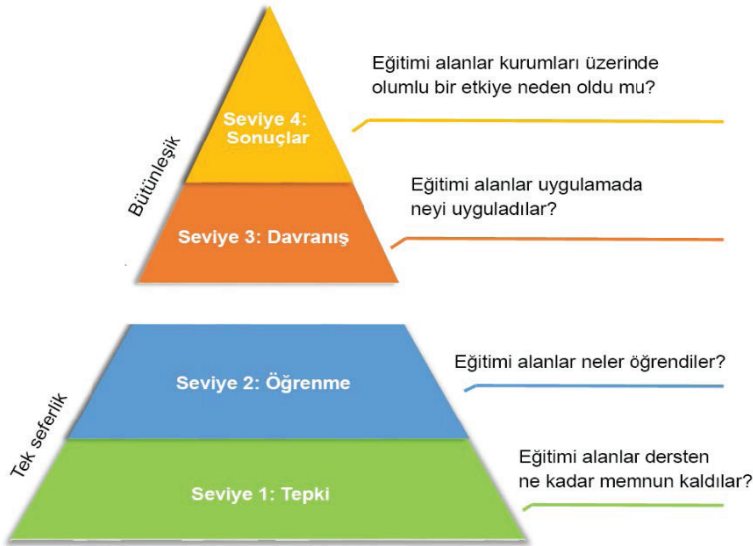 Eğitimi alanlar kurumları üzerinde
olumlu bir etkiye neden oldu mu?
Seviye 4:
Sonuçlar
Bütünleşik
Eğitimi alanlar uygulamada
neyi uyguladılar?
Seviye 3: Davranış
Eğitimi alanlar neler öğrendiler?
Seviye 2: Öğrenme
Tek seferlik
Eğitimi alanlar dersten
ne kadar memnun kaldılar?
Seviye 1: Tepki